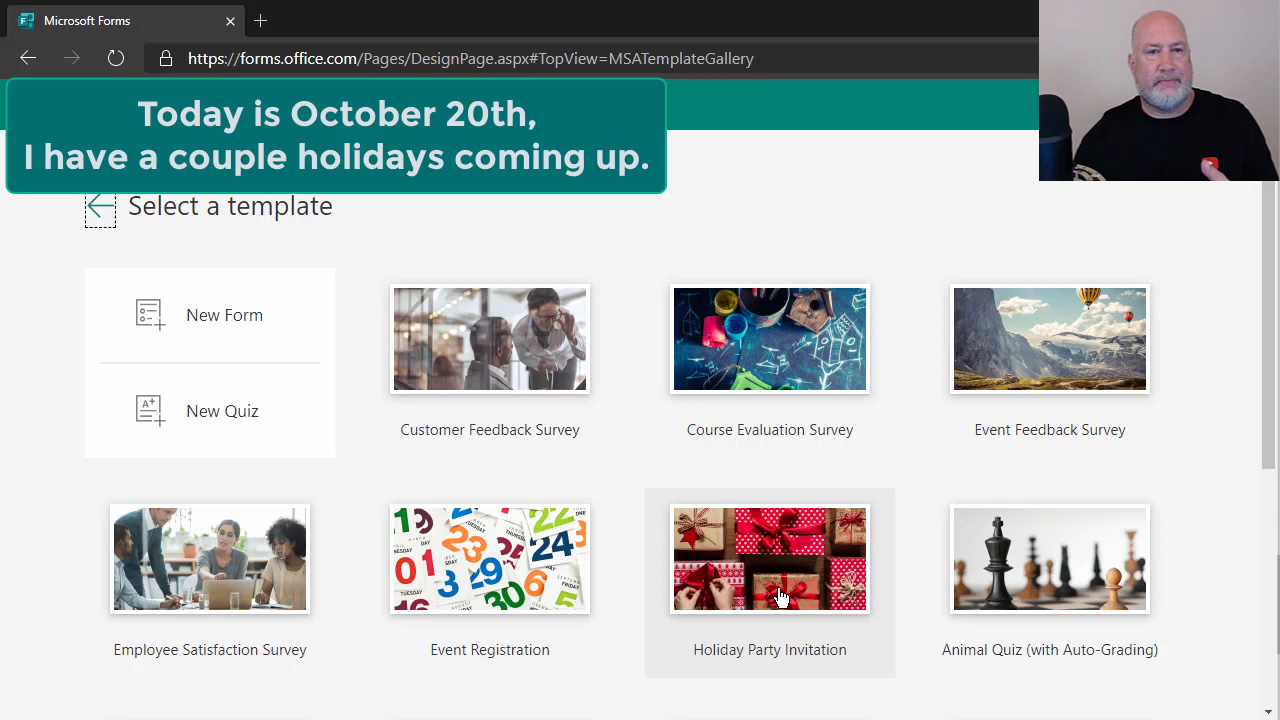 Microsoft Forms
https://forms.office.com/Pages/DesignPage.aspx#TopView=MSATemplateGallery
Today is October 20th,
I have a couple holidays coming up.
Select a template
New Form
New Quiz
Customer Feedback Survey
Course Evaluation Survey
Event Feedback Survey
Employee Satisfaction Survey
Event Registration
Holiday Party Invitation
Animal Quiz (with Auto-Grading)